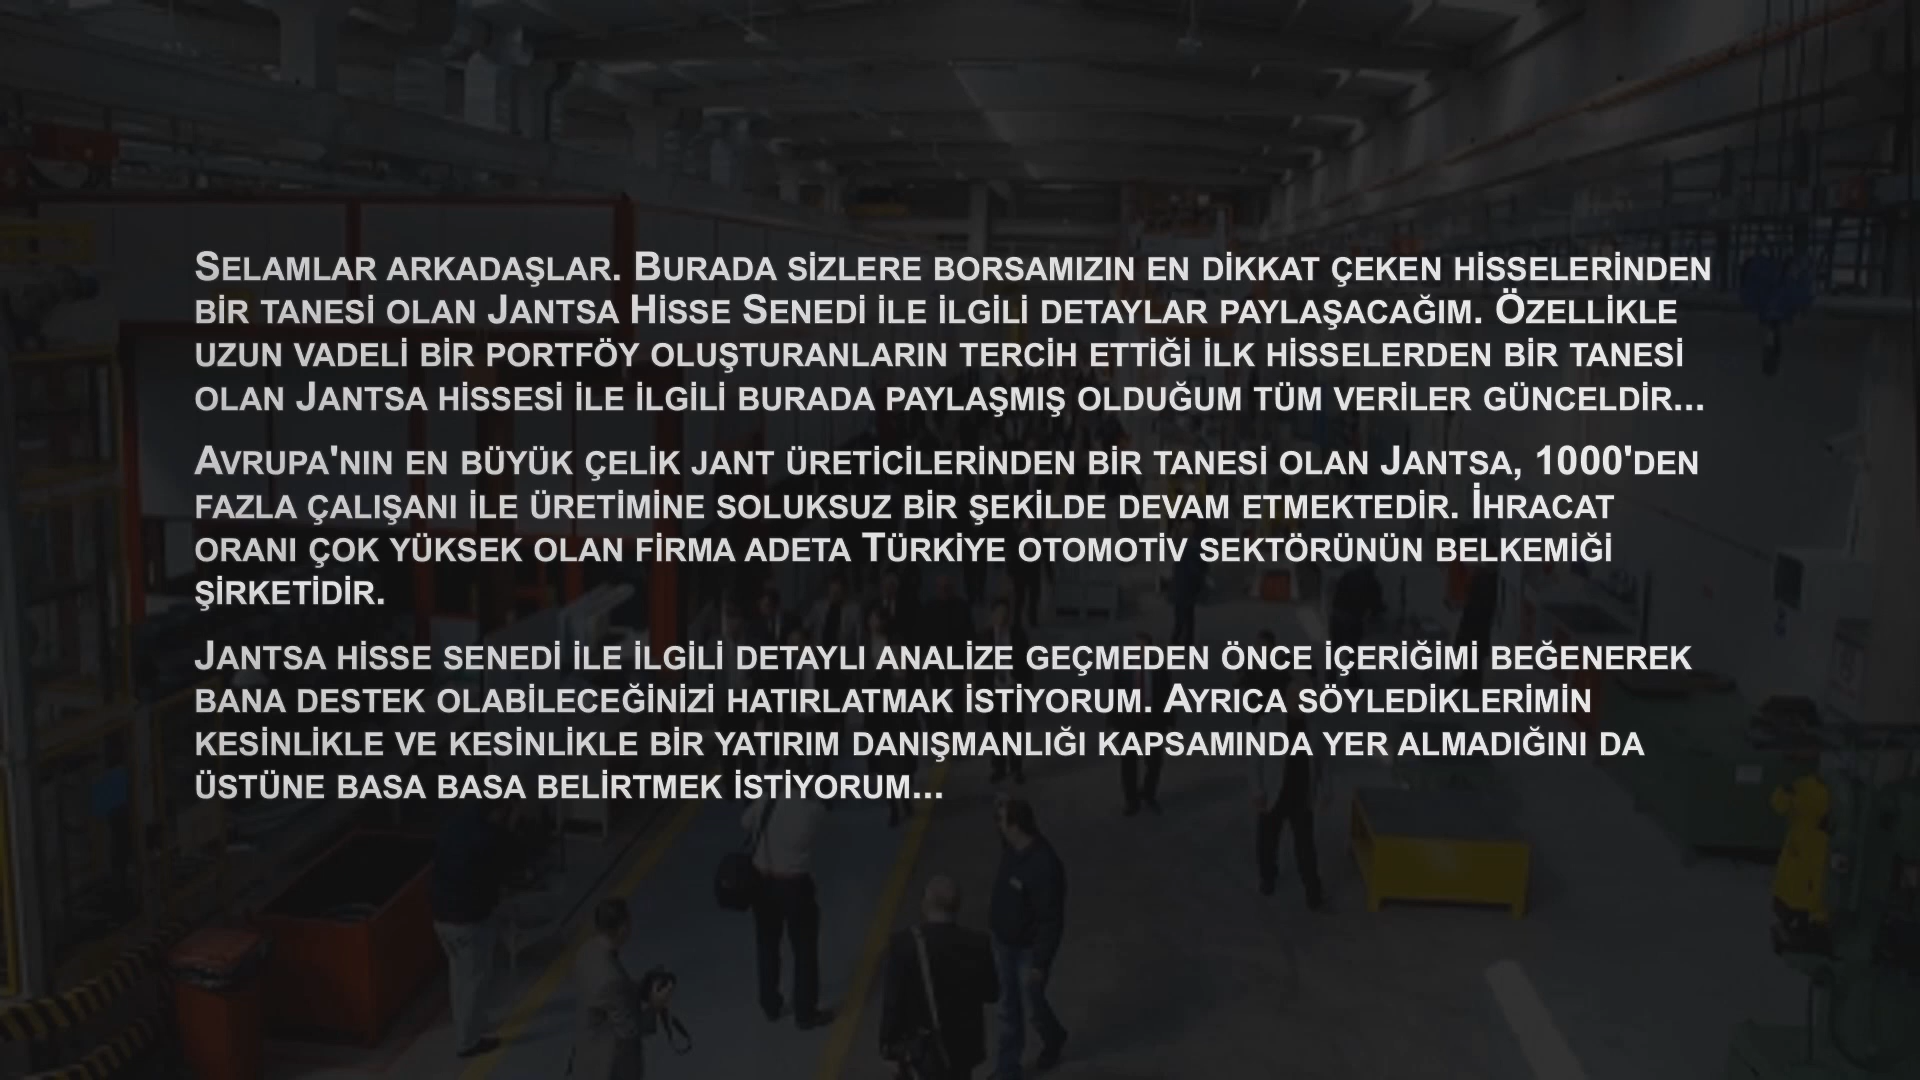 Selamlar arkadaşlar. Burada sizlere borsamızın en dikkat çeken hisselerinden
bir tanesi olan Jantsa Hisse Senedi ile ilgili detaylar paylaşacağım. Özellikle
uzun vadeli bir portföy oluşturanların tercih ettiği ilk hisselerden bir tanesi
olan Jantsa hissesi ile ilgili burada paylaşmış olduğum tüm veriler günceldir...
Avrupa'nın en büyük çelik jant üreticilerinden bir tanesi olan Jantsa, 1000'den
fazla çalışanı ile üretimine soluksuz bir şekilde devam etmektedir. İhracat
oranı çok yüksek olan firma adeta Türkiye otomotiv sektörünün belkemiği
şirketidir.
Jantsa hisse senedi ile ilgili detaylı analize geçmeden önce içeriğimi beğenerek
bana destek olabileceğinizi hatırlatmak istiyorum. Ayrıca söylediklerimin
kesinlikle ve kesinlikle bir yatırım danışmanlığı kapsamında yer almadığını da
üstüne basa basa belirtmek istiyorum...